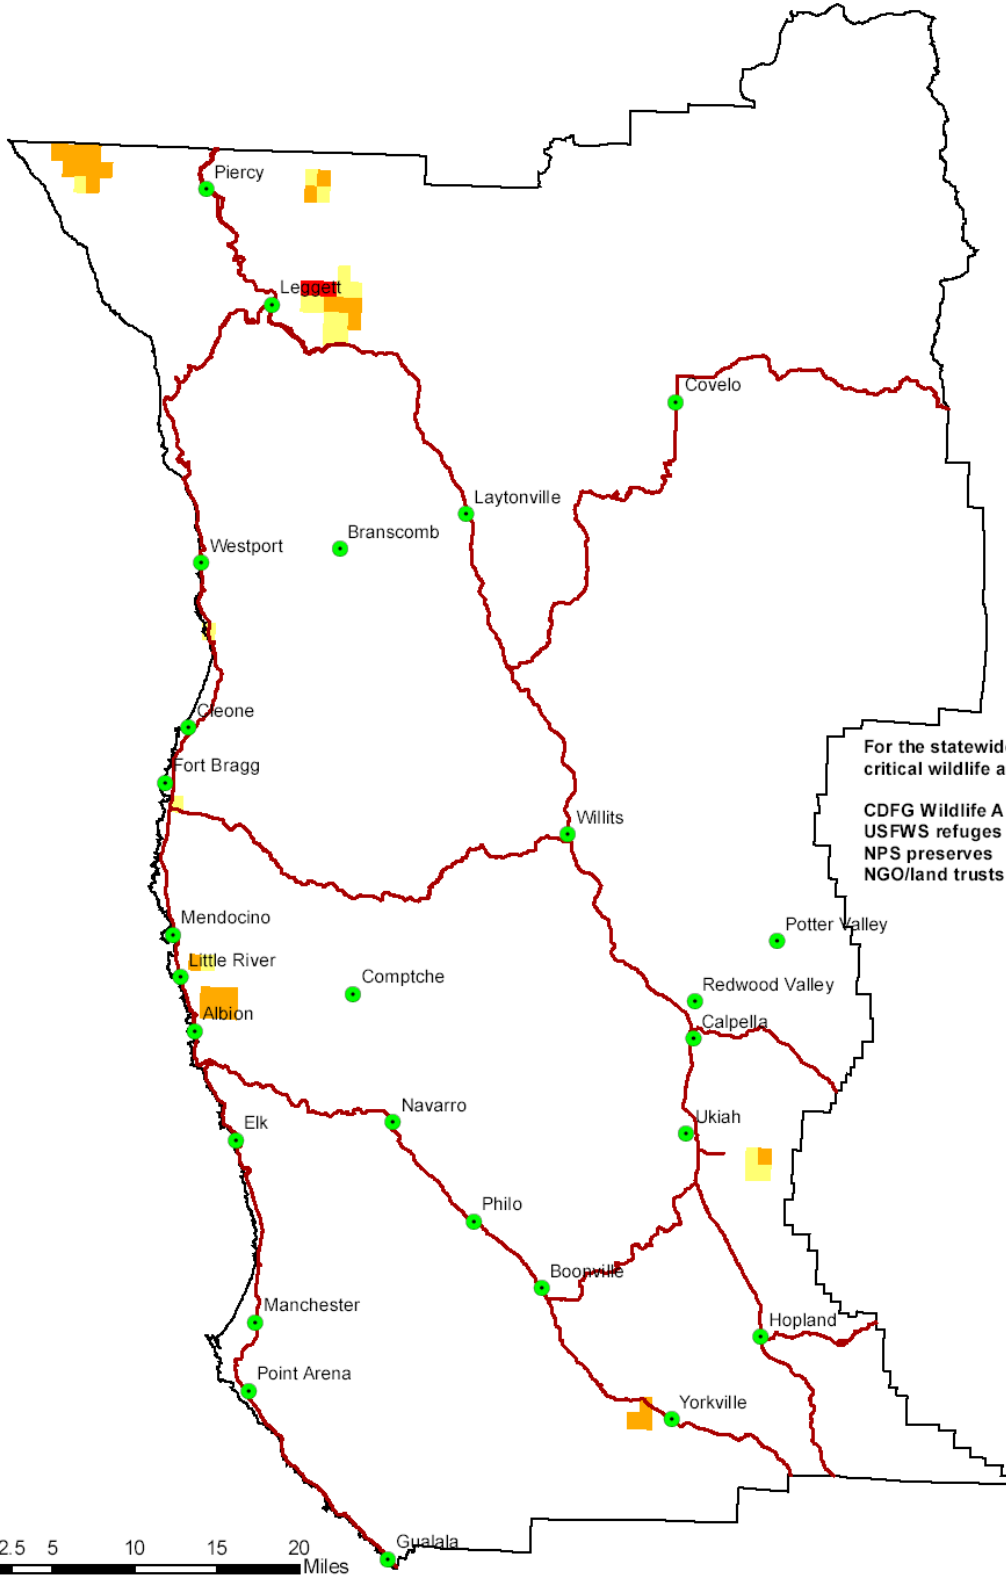 Piercy
Leggett
Covelo
Laytonville
Branscomb
Westport
Cleone
For the statewide
critical wildlife a
Fort Bragg
CDFG Wildlife A
USFWS refuges
Willits
NPS preserves
NGO/land trusts
Mendocino
Potter Valley
Little River
Comptche
Redwood Valley
Albion
Calpella
Navarro
Elk
Ukiah
Philo
Boonville
Manchester
Hopland
Point Arena
Yorkville
Gualala
2.5 5 10 15 20
Miles